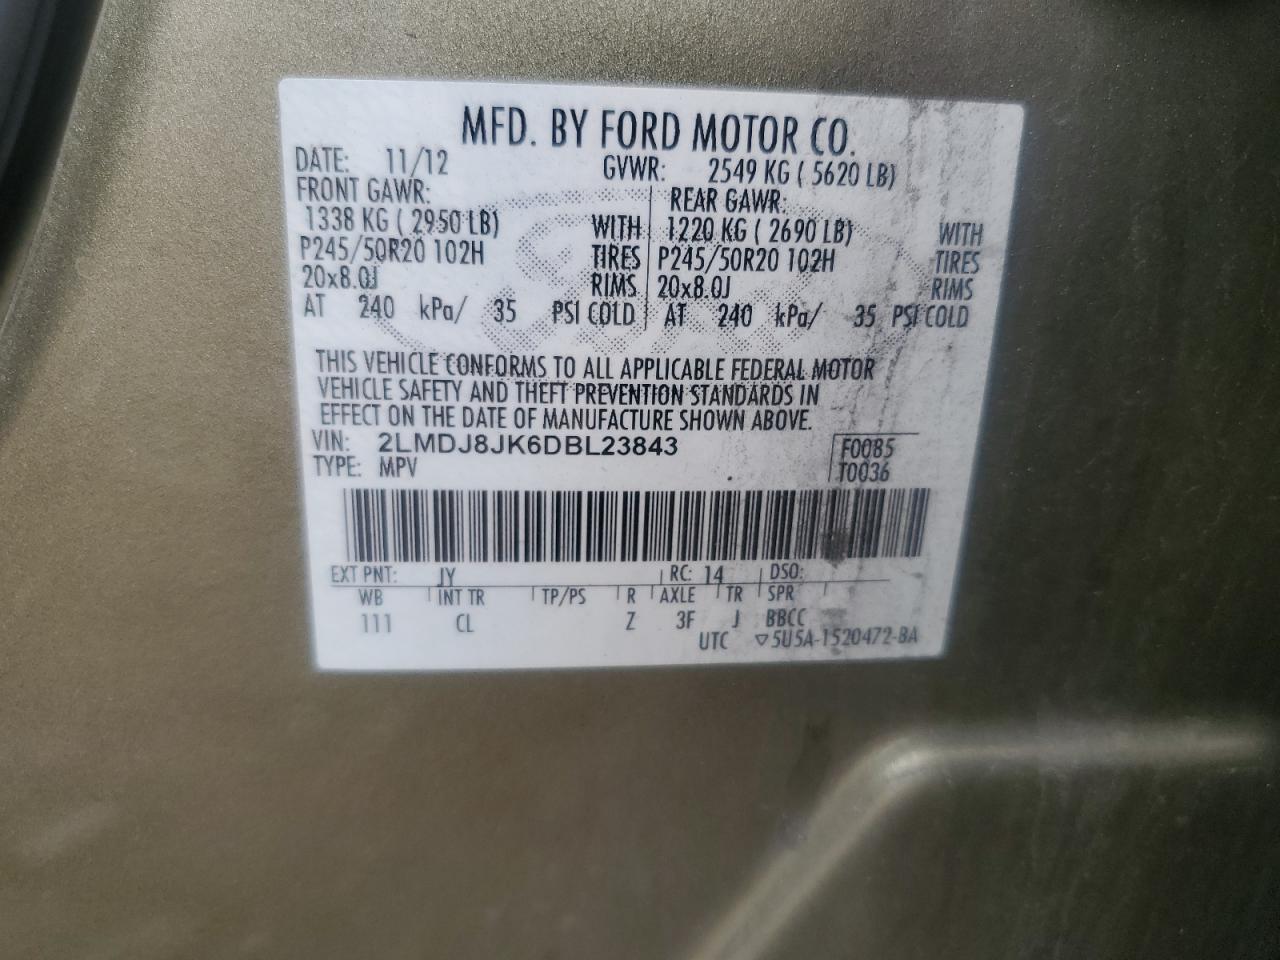 MFD. BY FORD MOTOR CO.
DATE: 11/12 GVWR: 2549 KG ( 5620 LB)
FRONT GAWR: REAR GAWR:
1338 KG ( 2950 LB) WITH 1220 KG ( 2690 LB) WITH
P245/50R20 102H TIRES P245/50R20 102H TIRES
20x8.0J RIMS 20x8.0J RIMS
AT 240 kPa/ 35 PSI COLD AT 240 kPa/ 35 PSI COLD
THIS VEHICLE CONFORMS TO ALL APPLICABLE FEDERAL MOTOR
VEHICLE SAFETY AND THEFT PREVENTION STANDARDS IN
EFFECT ON THE DATE OF MANUFACTURE SHOWN ABOVE.
VIN: 2LMDJ8JK6DBL23843 F0085
TYPE: MPV T0036
EXT PNT: JY RC: 14 DSO:
WB INT TR TP/PS R AXLE TR SPR
111 CL Z 3F J BBCC
UTC ▽5U5A-1520472-BA